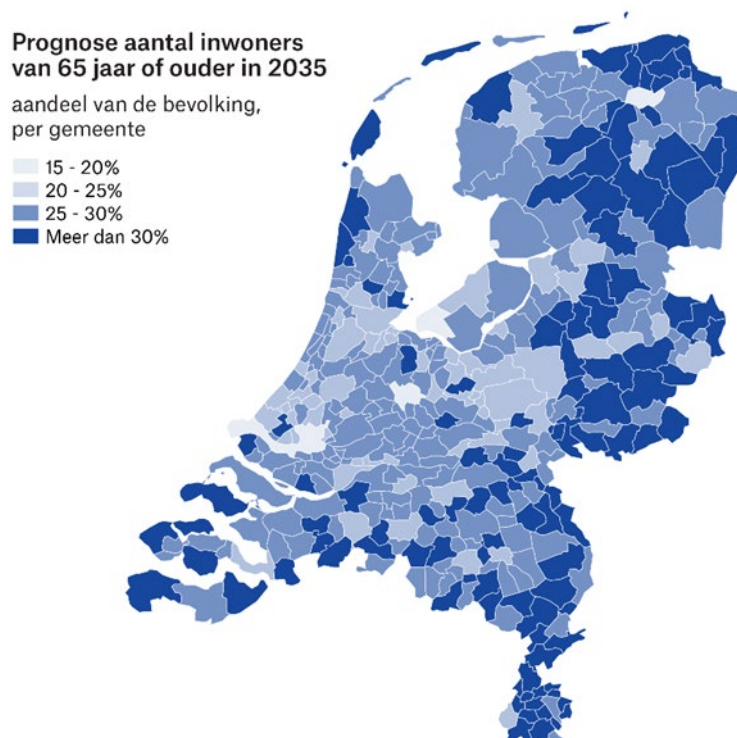 Prognose aantal inwoners
van 65 jaar of ouder in 2035
aandeel van de bevolking,
per gemeente
15 - 20%
20 - 25%
25 - 30%
Meer dan 30%